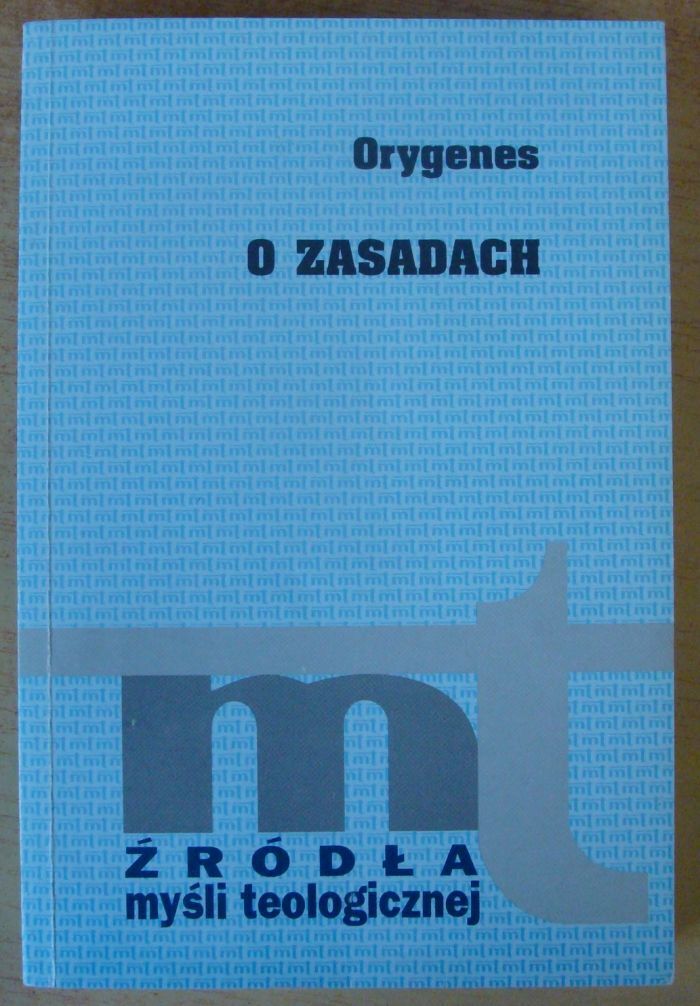 Orygenes
O ZASADACH
mt
ŹRÓDŁA
myśli teologicznej